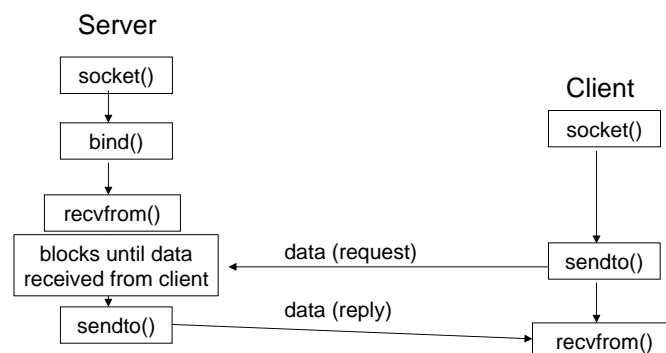 Server
socket()
bind()
recvfrom()
blocks until data
received from client
sendto()
Client
socket()
sendto()
recvfrom()
data (request)
data (reply)